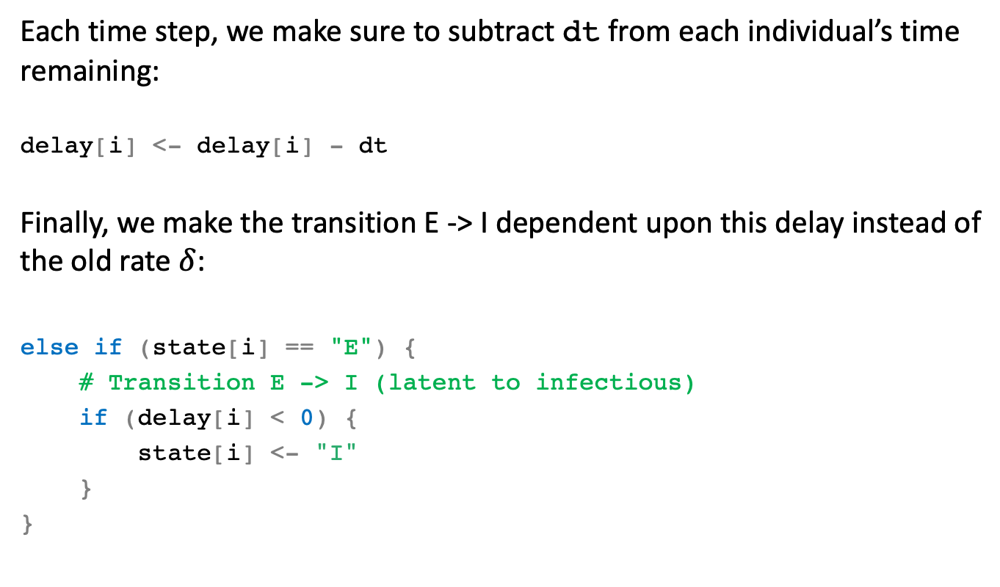 Each time step, we make sure to subtract dt from each individual’s time
remaining:
delay[i] <- delay[i] - dt
Finally, we make the transition E -> I dependent upon this delay instead of
the old rate 𝛿:
else if (state[i] == "E") {
    # Transition E -> I (latent to infectious)
    if (delay[i] < 0) {
        state[i] <- "I"
    }
}